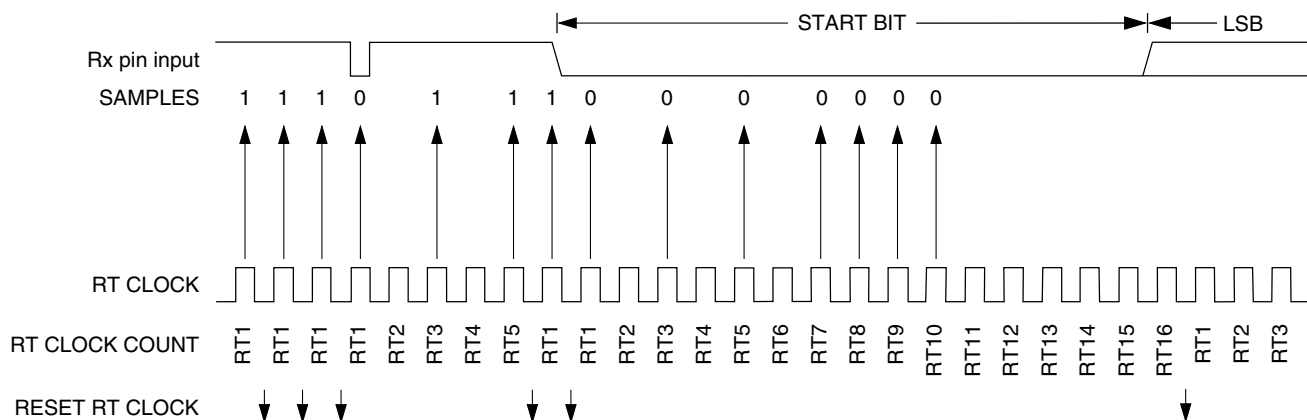 START BIT LSB
Rx pin input
SAMPLES 1 1 1 0 1 1 1 0 0 0 0 0 0 0
RT CLOCK
RT CLOCK COUNT RT1 RT1 RT1 RT1 RT2 RT3 RT4 RT5 RT1 RT1 RT2 RT3 RT4 RT5 RT6 RT7 RT8 RT9 RT10 RT11 RT12 RT13 RT14 RT15 RT16 RT1 RT2 RT3
RESET RT CLOCK